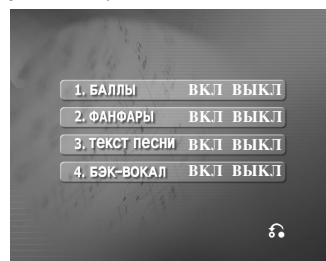 1. БАЛЛЫ ВКЛ ВЫКЛ
2. ФАНФАРЫ ВКЛ ВЫКЛ
3. ТЕКСТ ПЕСНИ ВКЛ ВЫКЛ
4. БЭК-ВОКАЛ ВКЛ ВЫКЛ